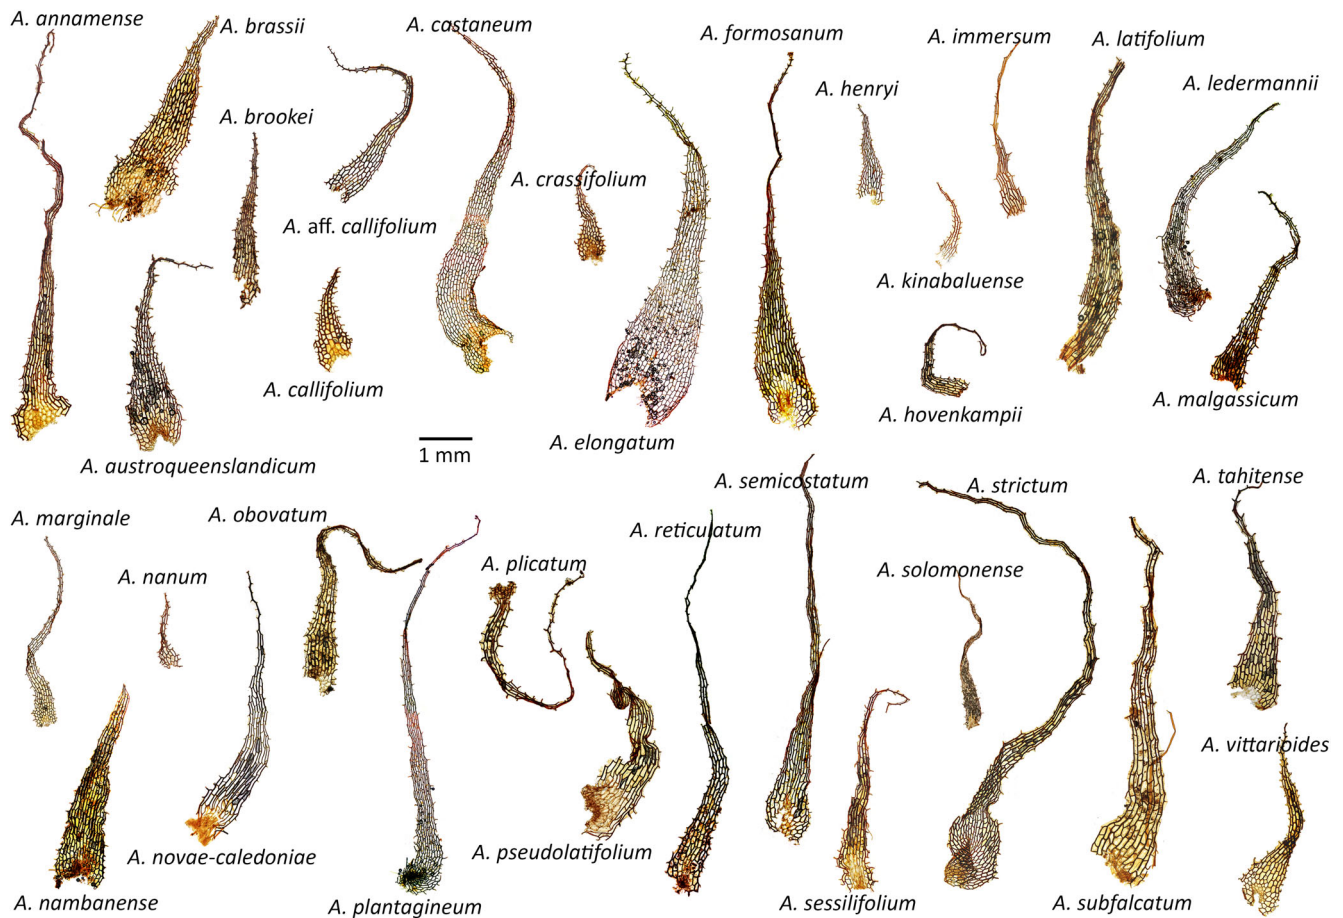 A. annamense
A. brassii
A. castaneum
A. formosanum
A. immersum
A. latifolium
A. henryi
A. ledermannii
A. brookei
A. crassifolium
A. aff. callifolium
A. kinabaluense
A. callifolium
A. hovenkampii
A. malgassicum
A. elongatum
1 mm
A. austroqueenslandicum
A. semicostatum
A. strictum
A. tahitense
A. marginale
A. obovatum
A. reticulatum
A. plicatum
A. nanum
A. solomonense
A. vittarioides
A. novae-caledoniae
A. pseudolatifolium
A. nambanense
A. plantagineum
A. sessilifolium
A. subfalcatum